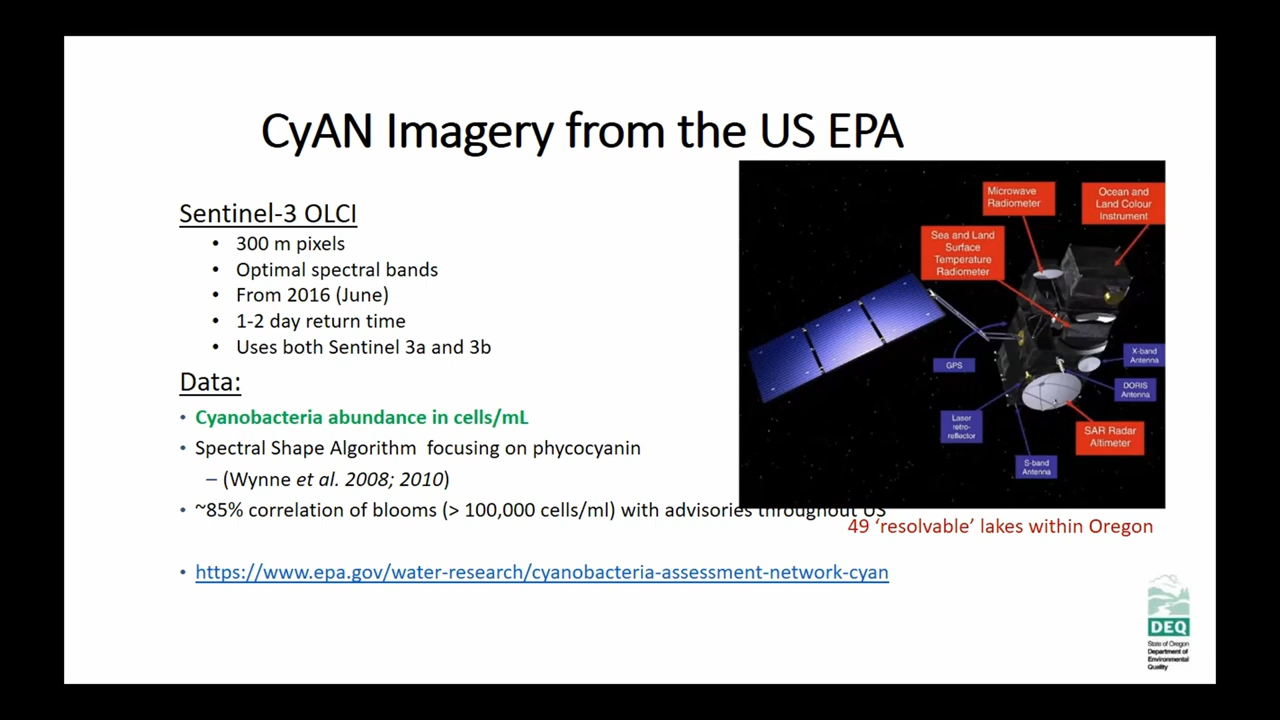 CyAN Imagery from the US EPA
Sentinel-3 OLCI
• 300 m pixels
• Optimal spectral bands
• From 2016 (June)
• 1-2 day return time
• Uses both Sentinel 3a and 3b
Data:
• Cyanobacteria abundance in cells/mL
• Spectral Shape Algorithm focusing on phycocyanin
– (Wynne et al. 2008; 2010)
• ~85% correlation of blooms (> 100,000 cells/ml) with advisories throughout US
• https://www.epa.gov/water-research/cyanobacteria-assessment-network-cyan
Microwave
Radiometer
Ocean and
Land Colour
Instrument
Sea and Land
Surface
Temperature
Radiometer
GPS
X-band
Antenna
DORIS
Antenna
Laser
retro-
reflector
SAR Radar
Altimeter
S-band
Antenna
49 ‘resolvable’ lakes within Oregon
DEQ
State of Oregon
Department of
Environmental
Quality